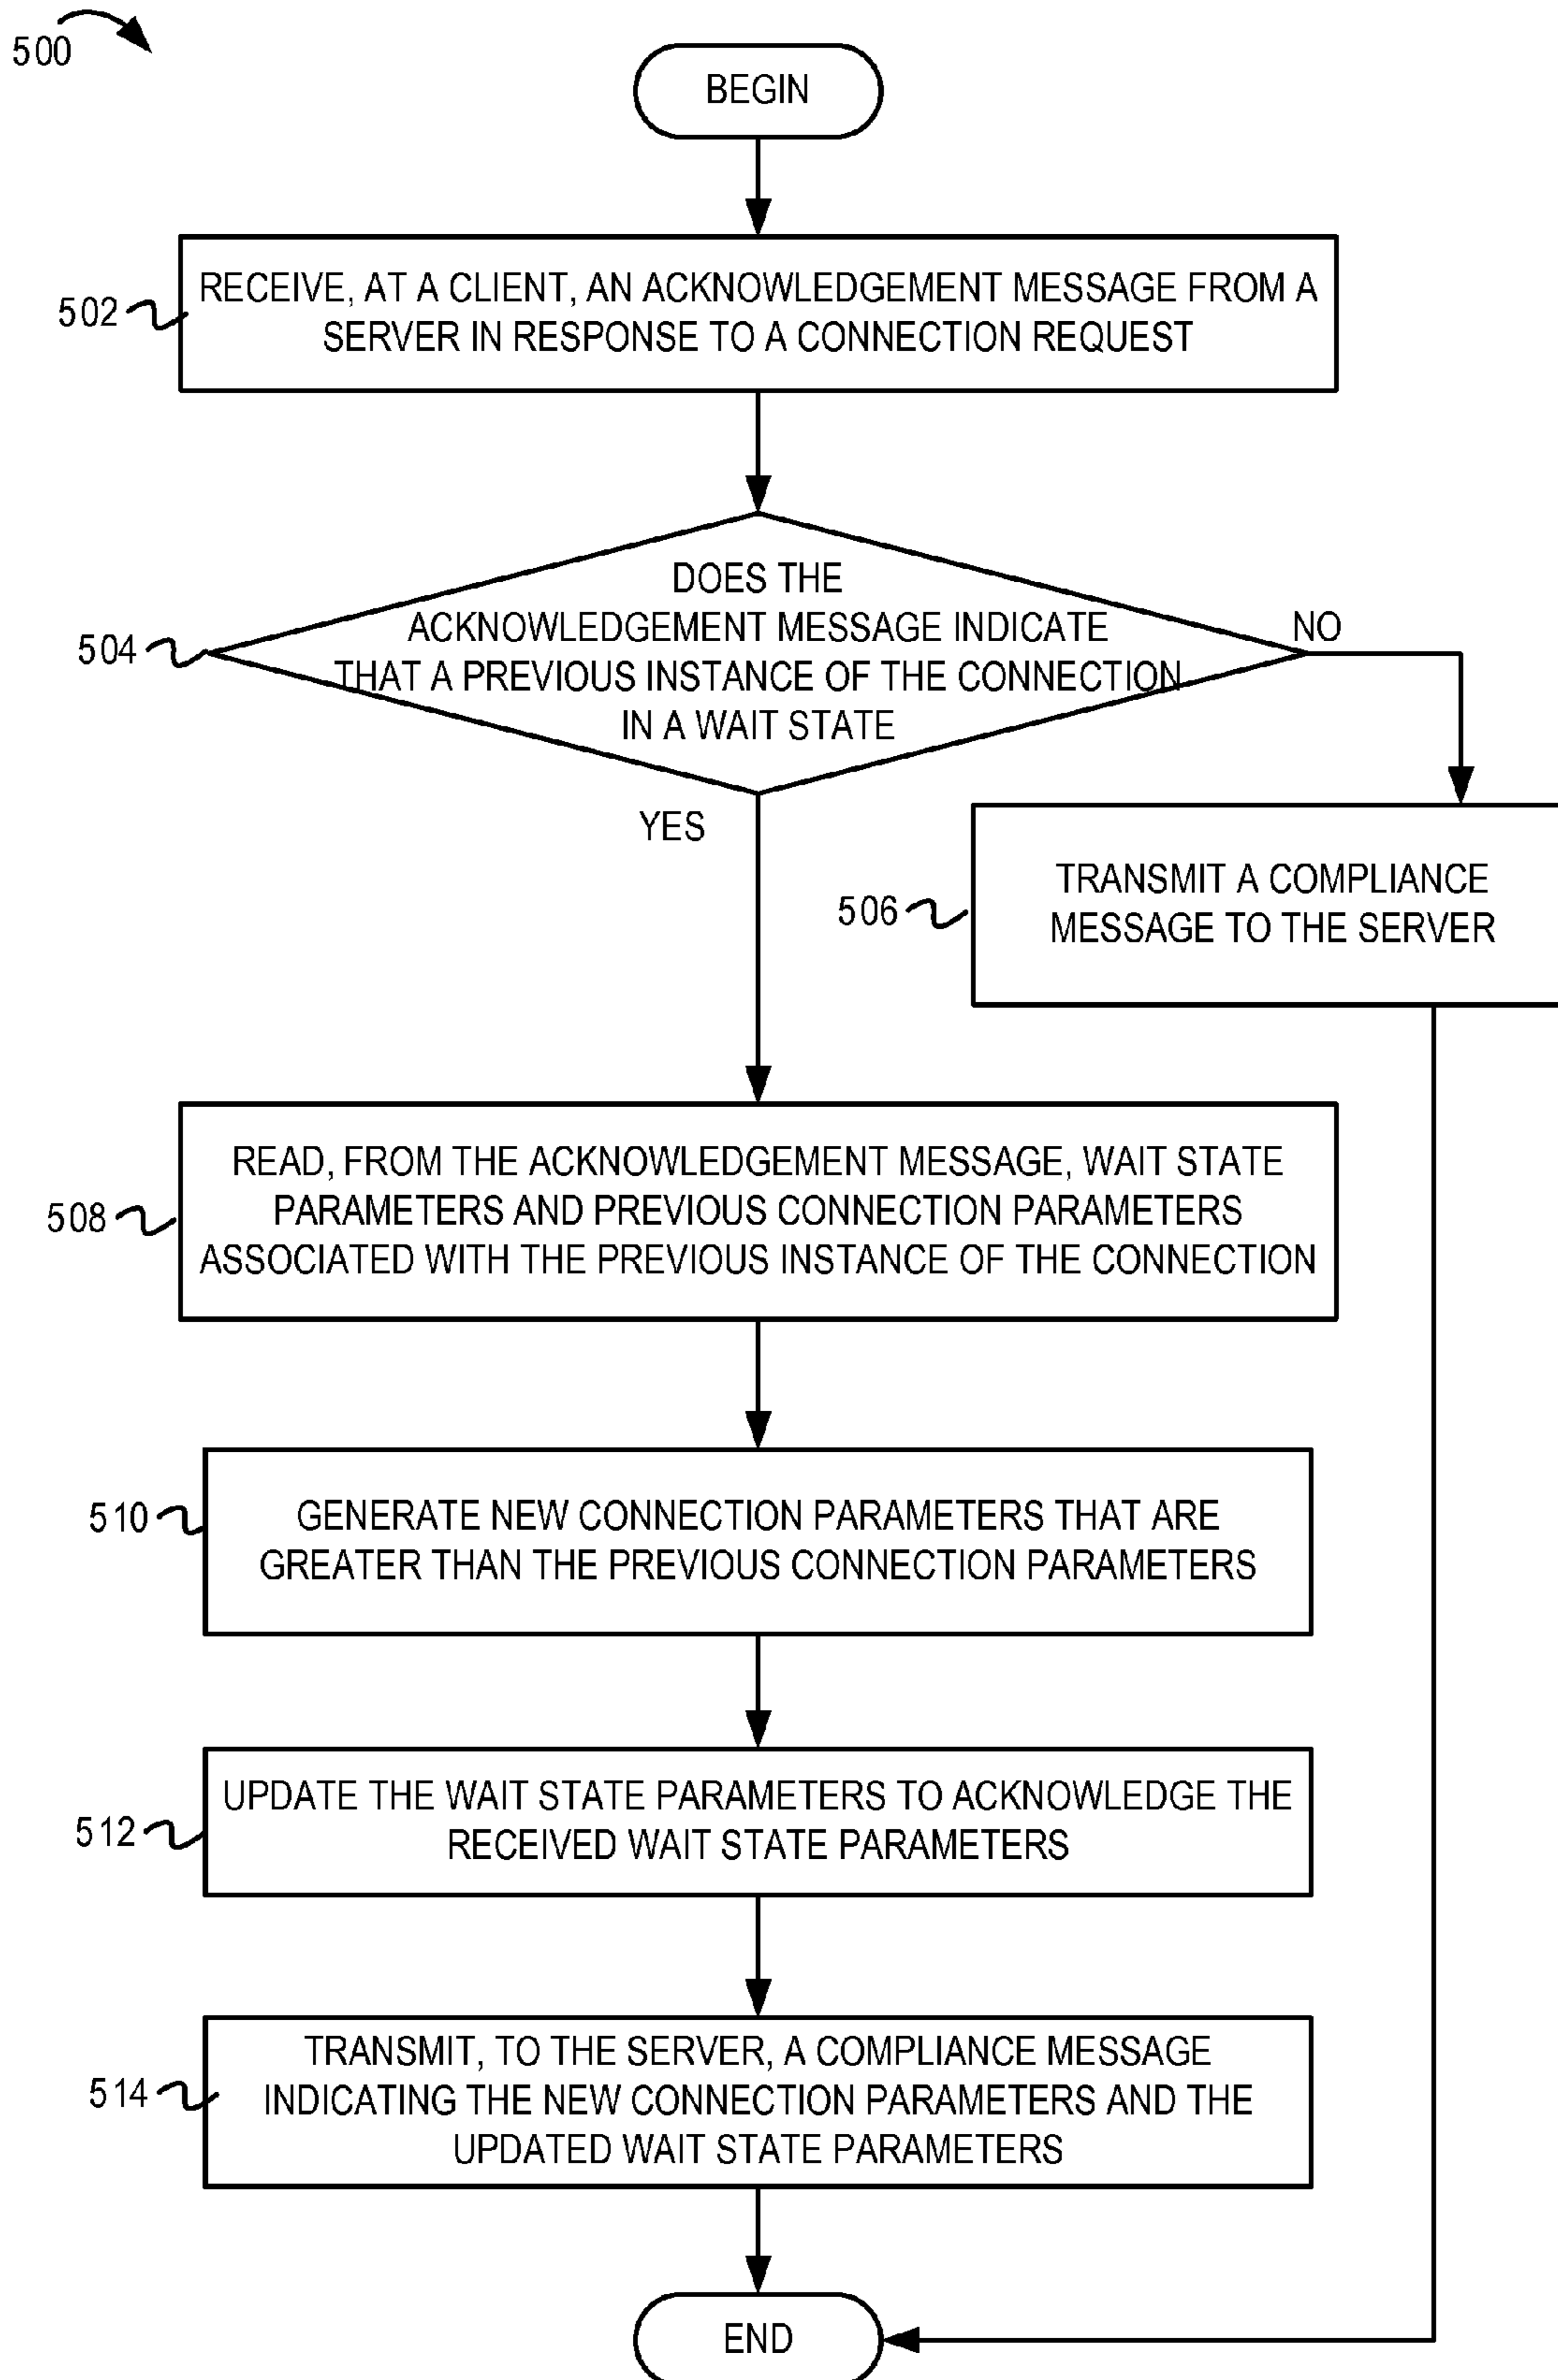 500
BEGIN
502
RECEIVE, AT A CLIENT, AN ACKNOWLEDGEMENT MESSAGE FROM A
SERVER IN RESPONSE TO A CONNECTION REQUEST
504
DOES THE
ACKNOWLEDGEMENT MESSAGE INDICATE
THAT A PREVIOUS INSTANCE OF THE CONNECTION
IN A WAIT STATE
NO
YES
506
TRANSMIT A COMPLIANCE
MESSAGE TO THE SERVER
508
READ, FROM THE ACKNOWLEDGEMENT MESSAGE, WAIT STATE
PARAMETERS AND PREVIOUS CONNECTION PARAMETERS
ASSOCIATED WITH THE PREVIOUS INSTANCE OF THE CONNECTION
510
GENERATE NEW CONNECTION PARAMETERS THAT ARE
GREATER THAN THE PREVIOUS CONNECTION PARAMETERS
512
UPDATE THE WAIT STATE PARAMETERS TO ACKNOWLEDGE THE
RECEIVED WAIT STATE PARAMETERS
514
TRANSMIT, TO THE SERVER, A COMPLIANCE MESSAGE
INDICATING THE NEW CONNECTION PARAMETERS AND THE
UPDATED WAIT STATE PARAMETERS
END